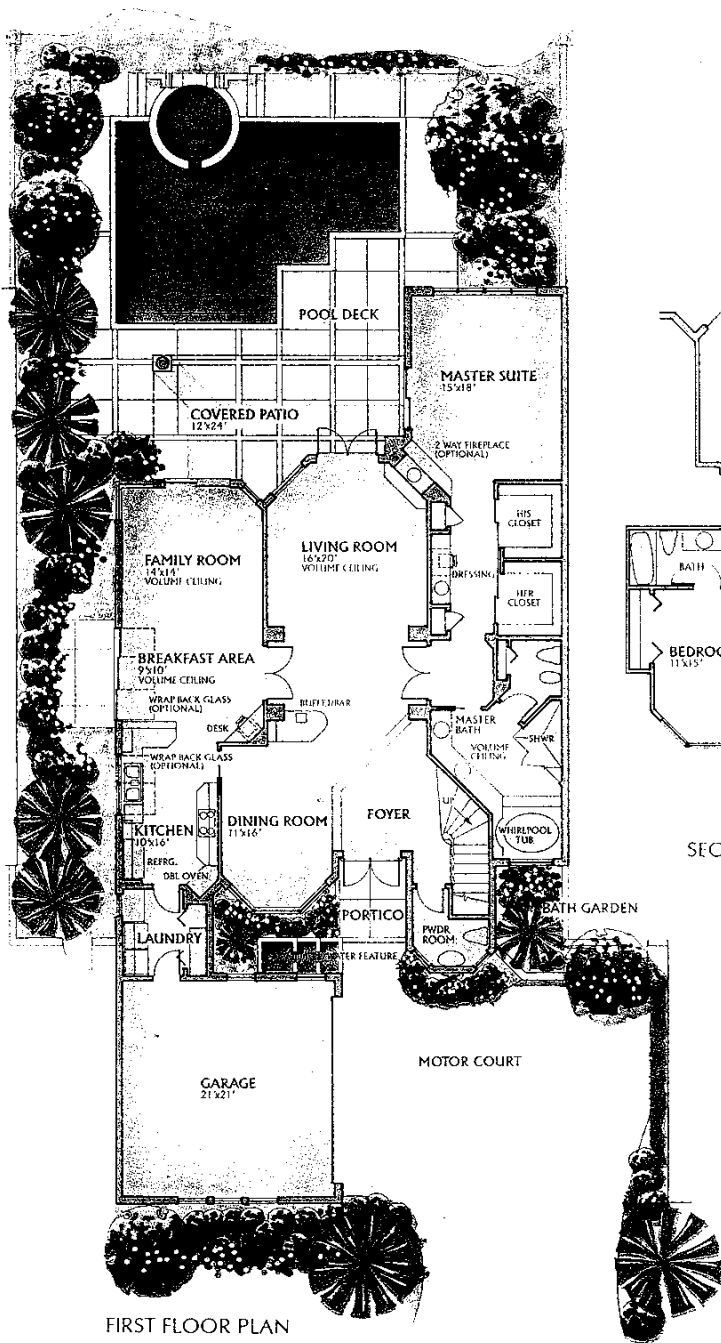 POOL DECK
MASTER SUITE
15'x18'
COVERED PATIO
12'x24'
2 WAY FIREPLACE
(OPTIONAL)
HIS
CLOSET
LIVING ROOM
16'x20'
VOLUME CEILING
FAMILY ROOM
14'x14'
VOLUME CEILING
DRESSING
HER
CLOSET
BATH
BREAKFAST AREA
9'x10'
VOLUME CEILING
BEDROO
11'x15'
WRAP BACK GLASS
(OPTIONAL)
BUFFET/BAR
DESK
MASTER
BATH
VOLUME
CEILING
SHWR
WRAP BACK GLASS
(OPTIONAL)
UP
KITCHEN
10'x16'
DINING ROOM
11'x16'
FOYER
WHIRLPOOL
TUB
REFRG.
DBL OVEN
SEC
BATH GARDEN
PORTICO
LAUNDRY
PWDR
ROOM
WATER FEATURE
MOTOR COURT
GARAGE
21'x21'
FIRST FLOOR PLAN